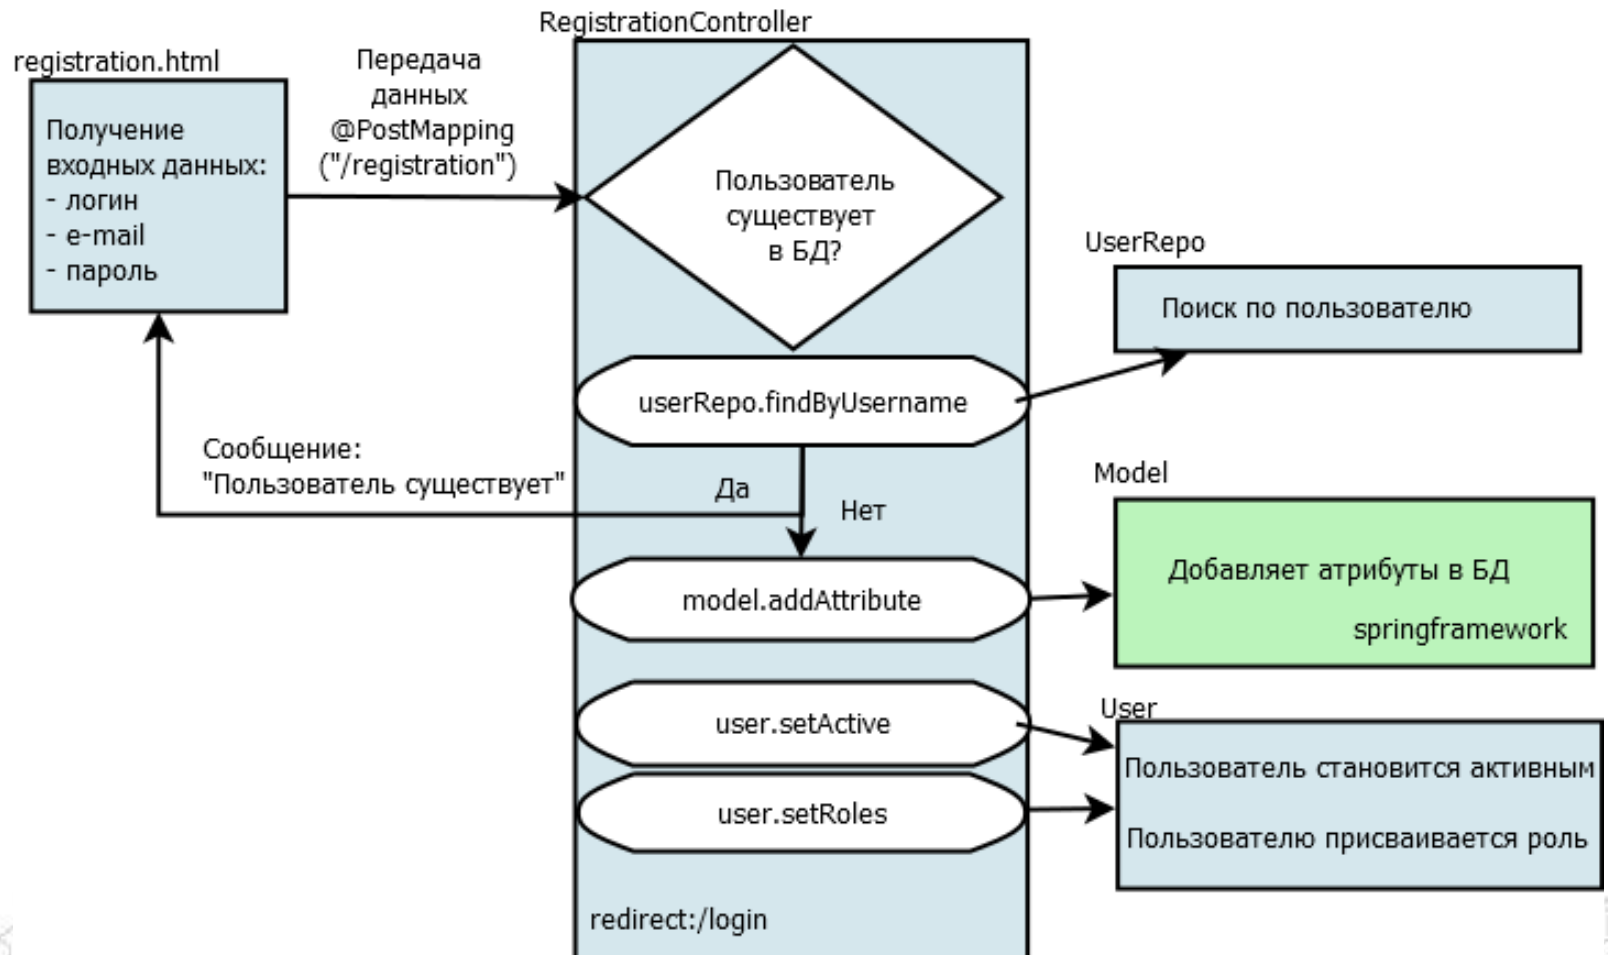 RegistrationController
registration.html
Передача
данных
@PostMapping
("/registration")
Получение
входных данных:
- логин
- e-mail
- пароль
Пользователь
существует
в БД?
UserRepo
Поиск по пользователю
userRepo.findByUsername
Сообщение:
"Пользователь существует"
Да
Нет
Model
Добавляет атрибуты в БД
springframework
model.addAttribute
User
user.setActive
Пользователь становится активным
user.setRoles
Пользователю присваивается роль
redirect:/login